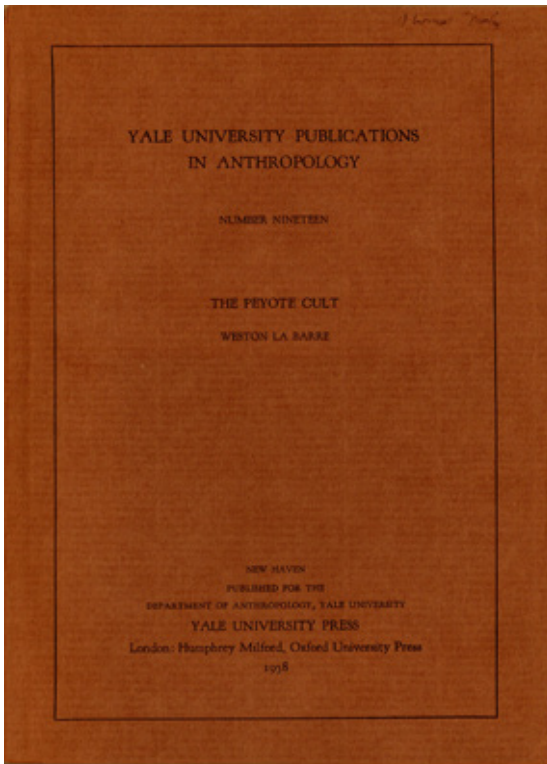 YALE UNIVERSITY PUBLICATIONS
IN ANTHROPOLOGY
NUMBER NINETEEN
THE PEYOTE CULT
WESTON LA BARRE
NEW HAVEN
PUBLISHED FOR THE
DEPARTMENT OF ANTHROPOLOGY, YALE UNIVERSITY
YALE UNIVERSITY PRESS
London: Humphrey Milford, Oxford University Press
1938